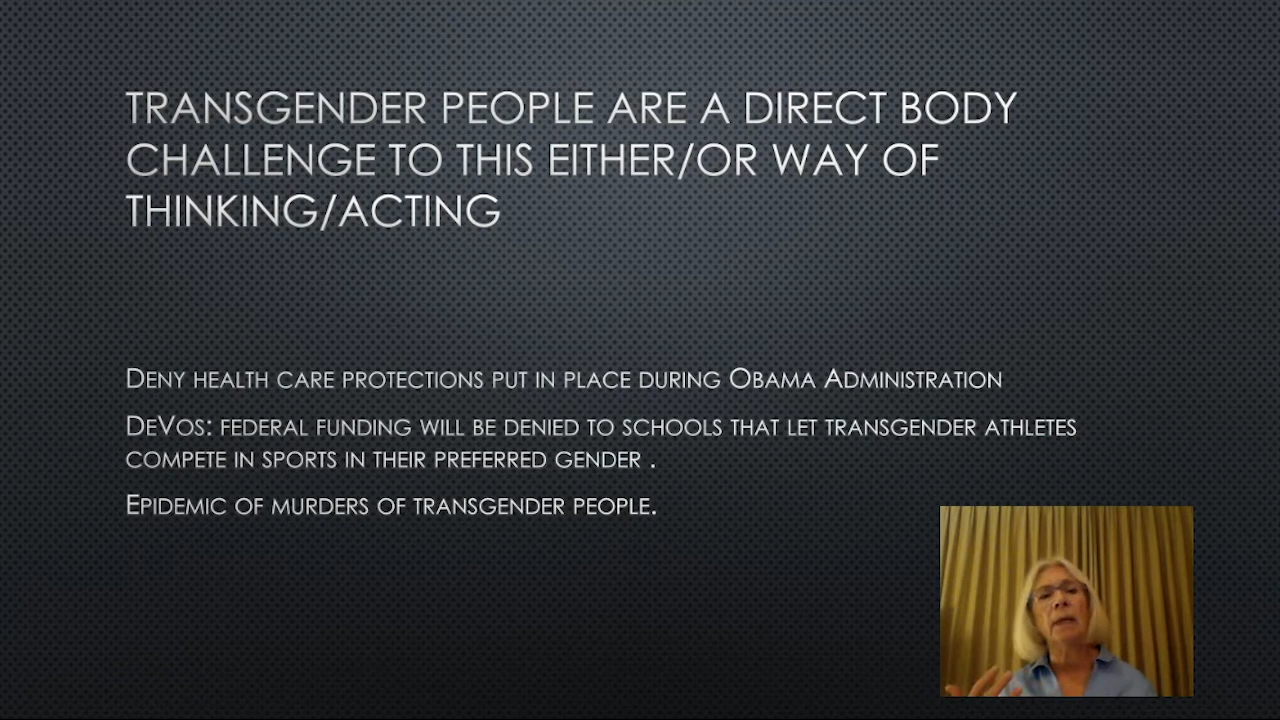 TRANSGENDER PEOPLE ARE A DIRECT BODY
CHALLENGE TO THIS EITHER/OR WAY OF
THINKING/ACTING
DENY HEALTH CARE PROTECTIONS PUT IN PLACE DURING OBAMA ADMINISTRATION
DEVOS: FEDERAL FUNDING WILL BE DENIED TO SCHOOLS THAT LET TRANSGENDER ATHLETES
COMPETE IN SPORTS IN THEIR PREFERRED GENDER .
EPIDEMIC OF MURDERS OF TRANSGENDER PEOPLE.